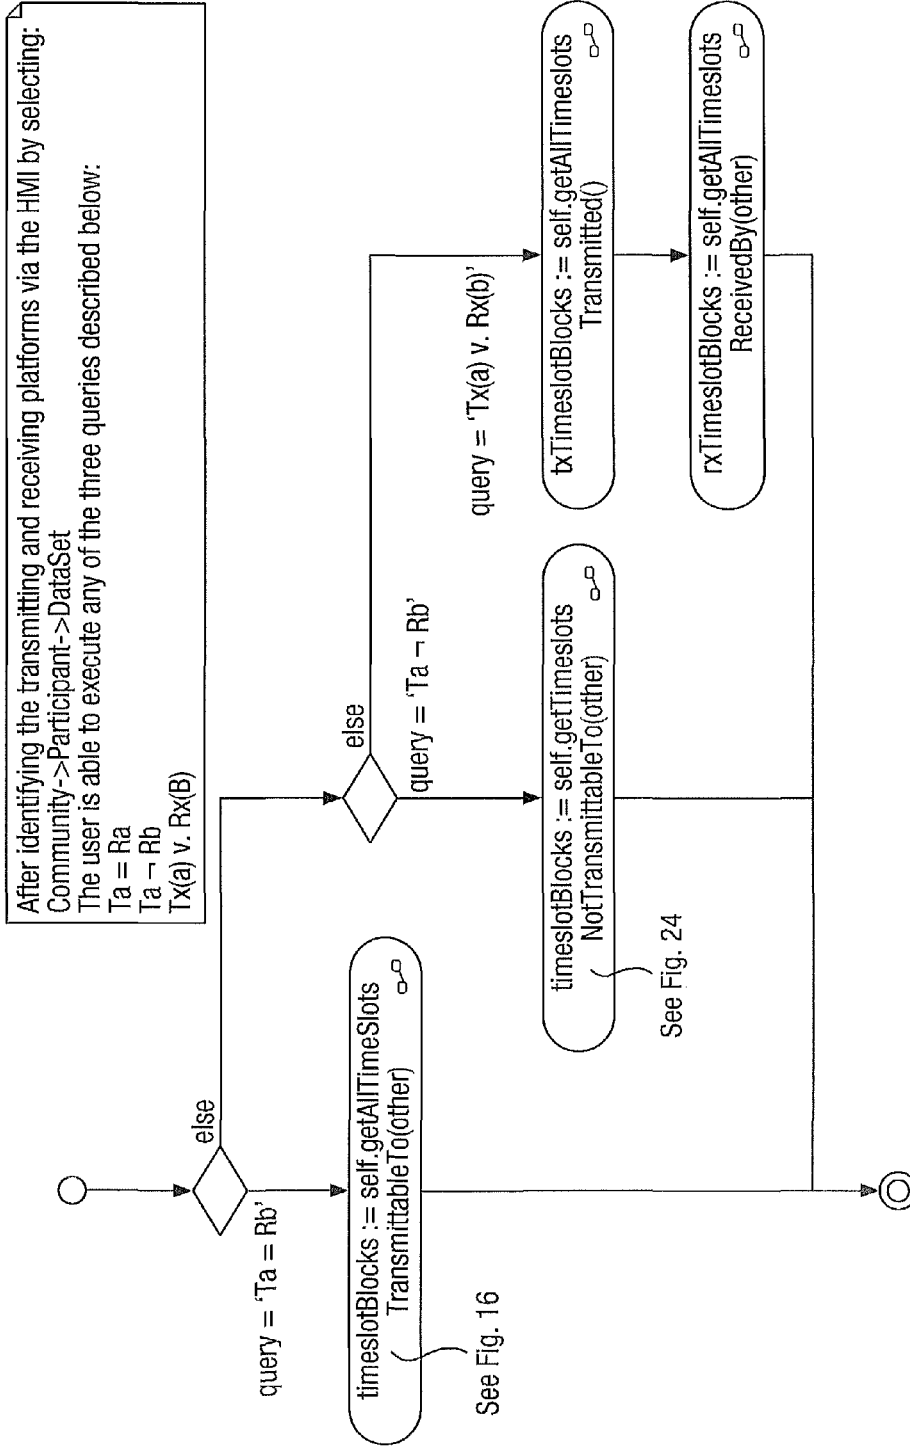 After identifying the transmitting and receiving platforms via the HMI by selecting:
Community->Participant->DataSet
The user is able to execute any of the three queries described below:
Ta = Ra
Ta ¬ Rb
Tx(a) v. Rx(B)
else
query = ‘Ta = Rb’
timeslotBlocks := self.getAllTimeSlots
TransmittableTo(other)
See Fig. 16
else
query = ‘Ta ¬ Rb’
timeslotBlocks := self.getTimeslots
NotTransmittableTo(other)
See Fig. 24
query = ‘Tx(a) v. Rx(b)’
txTimeslotBlocks := self.getAllTimeslots
Transmitted()
rxTimeslotBlocks := self.getAllTimeslots
ReceivedBy(other)